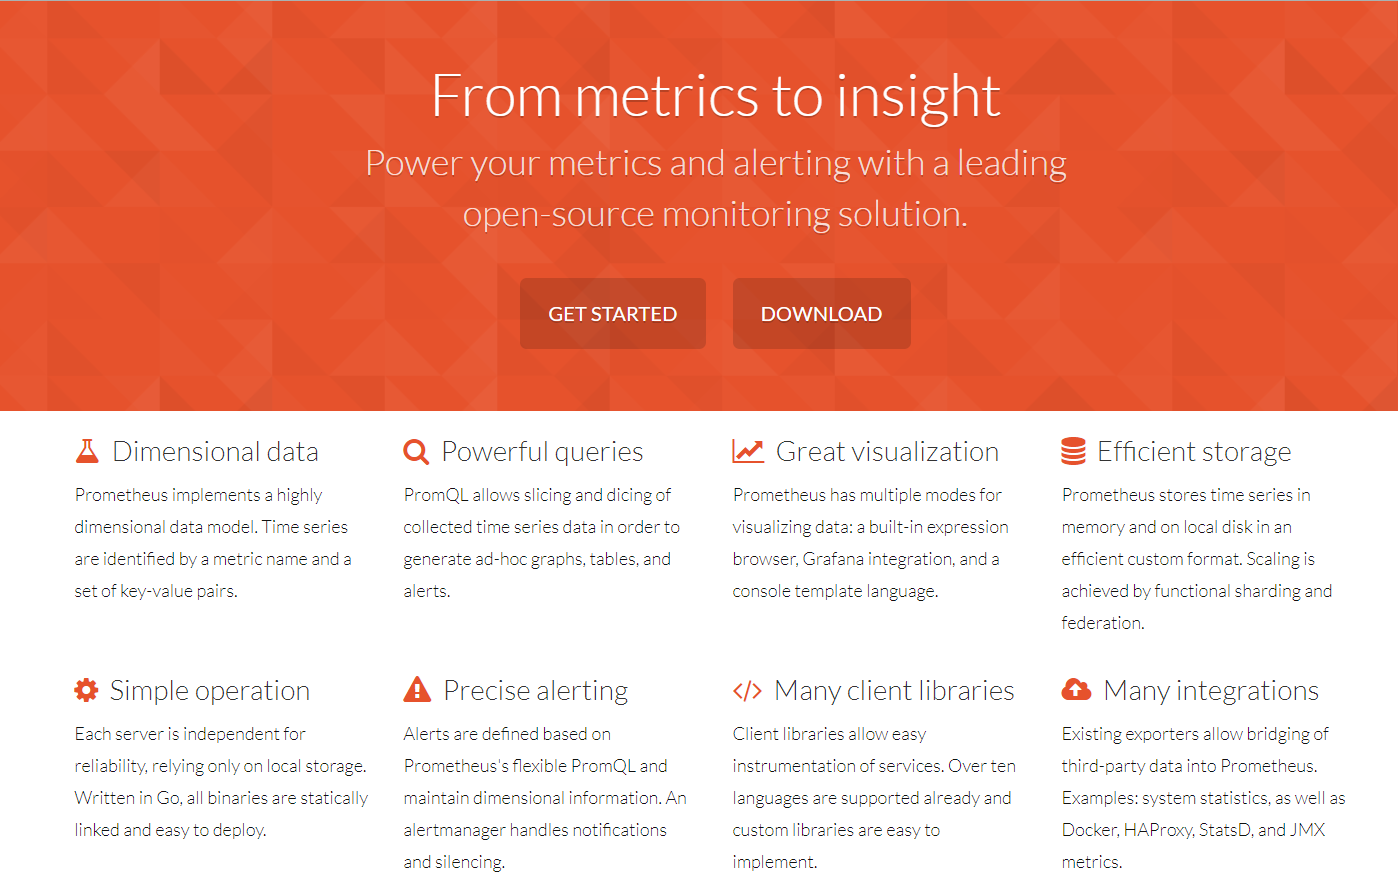 From metrics to insight
Power your metrics and alerting with a leading
open-source monitoring solution.
GET STARTED
DOWNLOAD
Dimensional data
Prometheus implements a highly
dimensional data model. Time series
are identified by a metric name and a
set of key-value pairs.
Powerful queries
PromQL allows slicing and dicing of
collected time series data in order to
generate ad-hoc graphs, tables, and
alerts.
Great visualization
Prometheus has multiple modes for
visualizing data: a built-in expression
browser, Grafana integration, and a
console template language.
Efficient storage
Prometheus stores time series in
memory and on local disk in an
efficient custom format. Scaling is
achieved by functional sharding and
federation.
Simple operation
Each server is independent for
reliability, relying only on local storage.
Written in Go, all binaries are statically
linked and easy to deploy.
Precise alerting
Alerts are defined based on
Prometheus's flexible PromQL and
maintain dimensional information. An
alertmanager handles notifications
and silencing.
Many client libraries
Client libraries allow easy
instrumentation of services. Over ten
languages are supported already and
custom libraries are easy to
implement.
Many integrations
Existing exporters allow bridging of
third-party data into Prometheus.
Examples: system statistics, as well as
Docker, HAProxy, StatsD, and JMX
metrics.